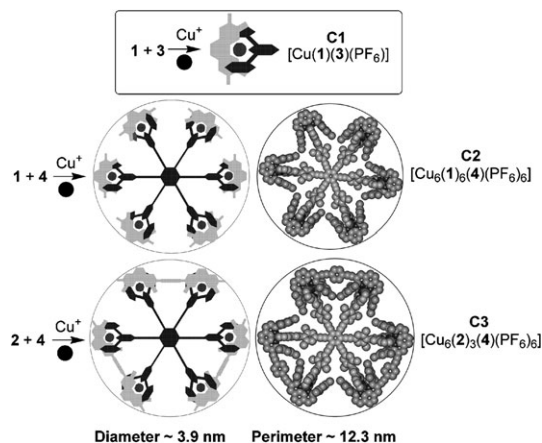 1 + 3 Cu⁺ C1
[Cu(1)(3)(PF₆)]
1 + 4 Cu⁺ C2
[Cu₆(1)₆(4)(PF₆)₆]
2 + 4 Cu⁺ C3
[Cu₆(2)₃(4)(PF₆)₆]
Diameter ~ 3.9 nm Perimeter ~ 12.3 nm